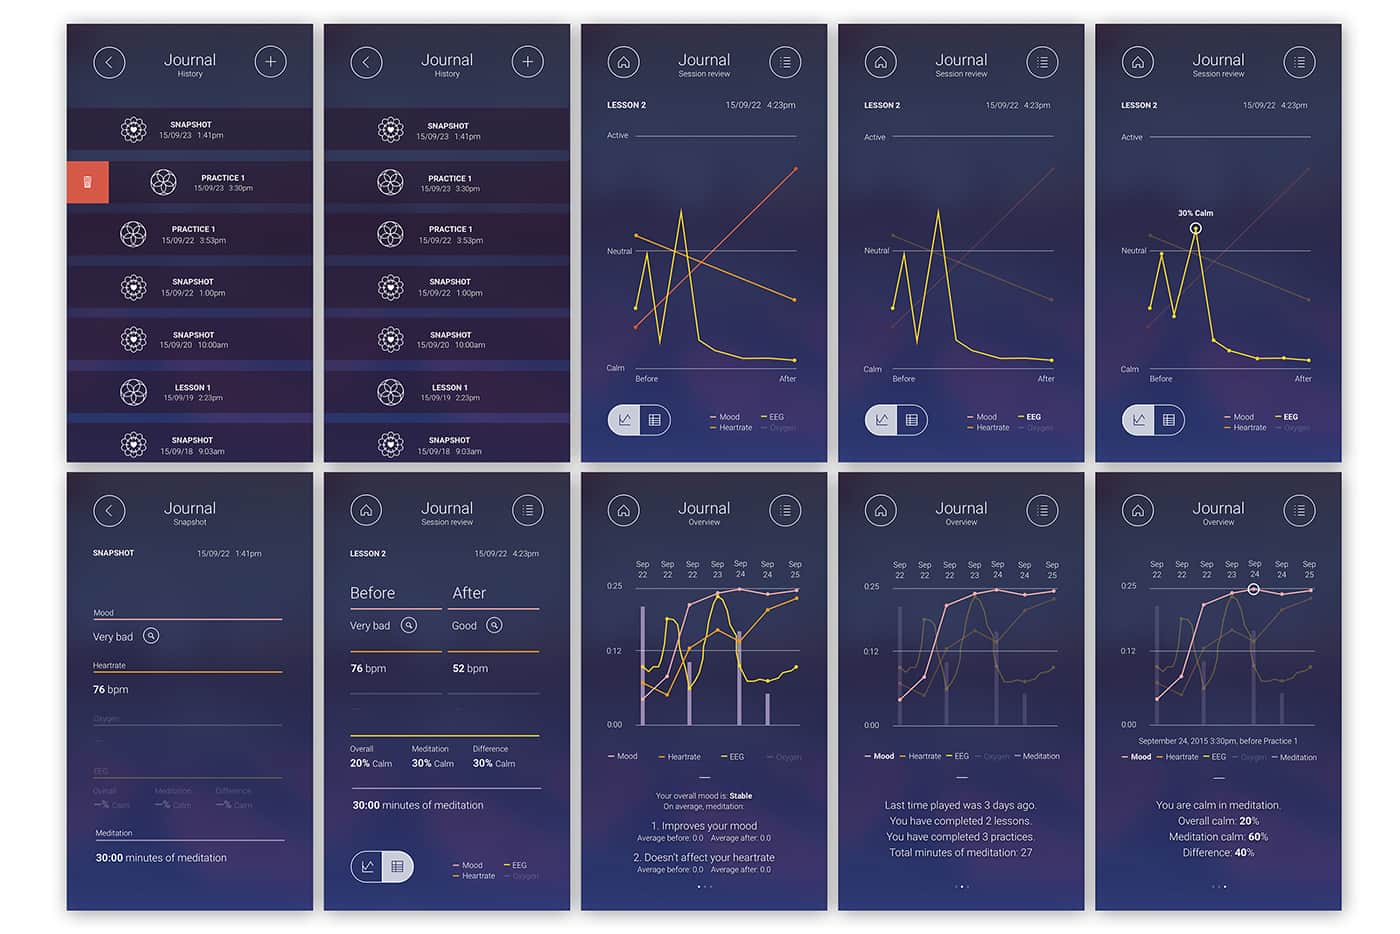 Journal
History
SNAPSHOT
15/09/23 1:41pm
PRACTICE 1
15/09/23 3:30pm
PRACTICE 1
15/09/22 3:53pm
SNAPSHOT
15/09/22 1:00pm
SNAPSHOT
15/09/20 10:00am
LESSON 1
15/09/19 2:23pm
SNAPSHOT
15/09/18 9:03am
Journal
History
SNAPSHOT
15/09/23 1:41pm
PRACTICE 1
15/09/23 3:30pm
PRACTICE 1
15/09/22 3:53pm
SNAPSHOT
15/09/22 1:00pm
SNAPSHOT
15/09/20 10:00am
LESSON 1
15/09/19 2:23pm
SNAPSHOT
15/09/18 9:03am
Journal
Session review
LESSON 2 15/09/22 4:23pm
Active
Neutral
Calm
Before After
Mood EEG
Heartrate Oxygen
Journal
Session review
LESSON 2 15/09/22 4:23pm
Active
Neutral
Calm
Before After
Mood EEG
Heartrate Oxygen
Journal
Session review
LESSON 2 15/09/22 4:23pm
Active
30% Calm
Neutral
Calm
Before After
Mood EEG
Heartrate Oxygen
Journal
Snapshot
SNAPSHOT 15/09/22 1:41pm
Mood
Very bad
Heartrate
76 bpm
Oxygen
—
EEG
Overall Meditation Difference
—% Calm —% Calm —% Calm
Meditation
30:00 minutes of meditation
Journal
Session review
LESSON 2 15/09/22 4:23pm
Before After
Very bad Good
76 bpm 52 bpm
Overall Meditation Difference
20% Calm 30% Calm 30% Calm
30:00 minutes of meditation
Mood EEG
Heartrate Oxygen
Journal
Overview
Sep Sep Sep Sep Sep Sep
22 22 23 24 24 25
0:25
0:12
0:00
Mood Heartrate EEG Oxygen
Your overall mood is: Stable
On average, meditation:
1. Improves your mood
Average before: 0.0 Average after: 0.0
2. Doesn't affect your heartrate
Average before: 0.0 Average after: 0.0
Journal
Overview
Sep Sep Sep Sep Sep Sep
22 22 23 24 24 25
0:25
0:12
0:00
Mood Heartrate EEG Oxygen Meditation
Last time played was 3 days ago.
You have completed 2 lessons.
You have completed 3 practices.
Total minutes of meditation: 27
Journal
Overview
Sep Sep Sep Sep Sep Sep
22 22 23 24 24 25
0:25
0:12
0:00
September 24, 2015 3:30pm, before Practice 1
Mood Heartrate EEG Oxygen Meditation
You are calm in meditation.
Overall calm: 20%
Meditation calm: 60%
Difference: 40%